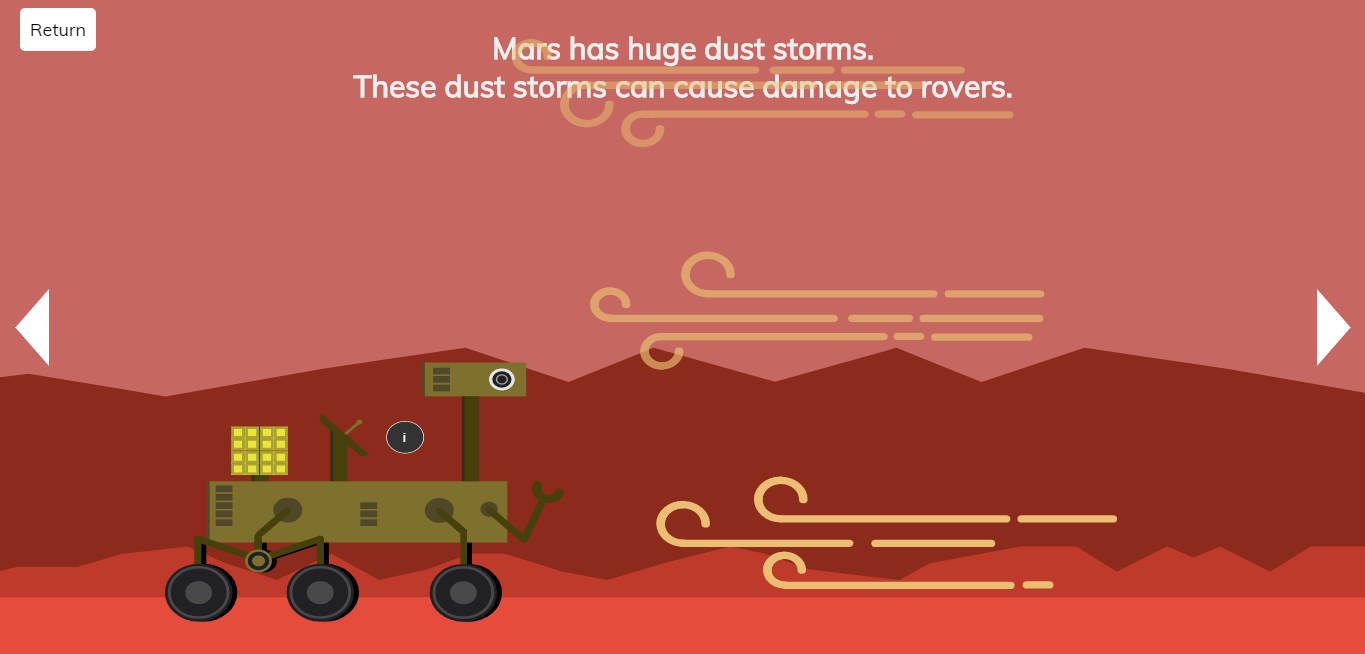 Return
Mars has huge dust storms.
These dust storms can cause damage to rovers.
i